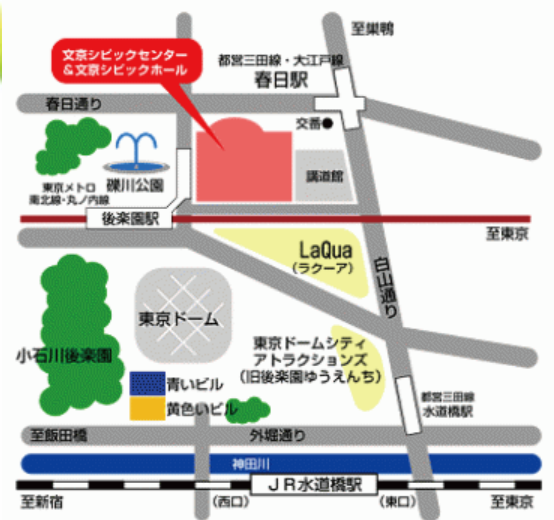 至巣鴨
文京シビックセンター
＆文京シビックホール
都営三田線・大江戸線
春日駅
春日通り
交番●
講道館
礫川公園
東京メトロ
南北線・丸ノ内線
後楽園駅
至東京
LaQua
（ラクーア）
白山通り
東京ドーム
小石川後楽園
東京ドームシティ
アトラクションズ
（旧後楽園ゆうえんち）
青いビル
黄色いビル
都営三田線
水道橋駅
至飯田橋
外堀通り
神田川
ＪＲ水道橋駅
至新宿
（西口）
（東口）
至東京